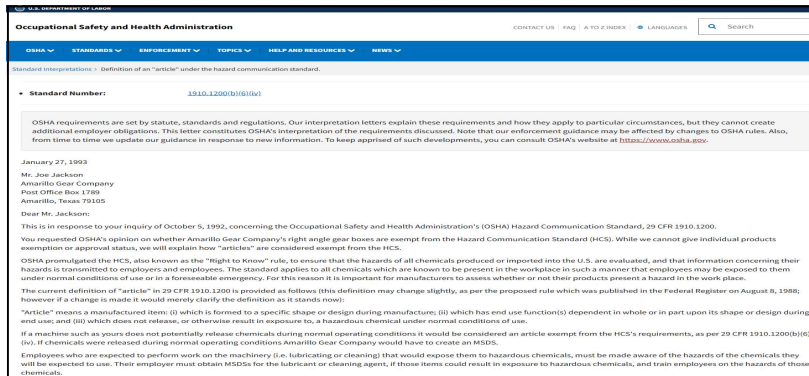 U.S. DEPARTMENT OF LABOR
Occupational Safety and Health Administration
CONTACT US FAQ A TO Z INDEX LANGUAGES Search
OSHA STANDARDS ENFORCEMENT TOPICS HELP AND RESOURCES NEWS
Standard Interpretations > Definition of an "article" under the hazard communication standard.
• Standard Number: 1910.1200(b)(6)(iv)
OSHA requirements are set by statute, standards and regulations. Our interpretation letters explain these requirements and how they apply to particular circumstances, but they cannot create
additional employer obligations. This letter constitutes OSHA's interpretation of the requirements discussed. Note that our enforcement guidance may be affected by changes to OSHA rules. Also,
from time to time we update our guidance in response to new information. To keep apprised of such developments, you can consult OSHA's website at https://www.osha.gov.
January 27, 1993
Mr. Joe Jackson
Amarillo Gear Company
Post Office Box 1789
Amarillo, Texas 79105
Dear Mr. Jackson:
This is in response to your inquiry of October 5, 1992, concerning the Occupational Safety and Health Administration's (OSHA) Hazard Communication Standard, 29 CFR 1910.1200.
You requested OSHA's opinion on whether Amarillo Gear Company's right angle gear boxes are exempt from the Hazard Communication Standard (HCS). While we cannot give individual products
exemption or approval status, we will explain how "articles" are considered exempt from the HCS.
OSHA promulgated the HCS, also known as the "Right to Know" rule, to ensure that the hazards of all chemicals produced or imported into the U.S. are evaluated, and that information concerning their
hazards is transmitted to employers and employees. The standard applies to all chemicals which are known to be present in the workplace in such a manner that employees may be exposed to them
under normal conditions of use or in a foreseeable emergency. For this reason it is important for manufacturers to assess whether or not their products present a hazard in the work place.
The current definition of "article" in 29 CFR 1910.1200 is provided as follows (this definition may change slightly, as per the proposed rule which was published in the Federal Register on August 8, 1988;
however if a change is made it would merely clarify the definition as it stands now):
"Article" means a manufactured item: (i) which is formed to a specific shape or design during manufacture; (ii) which has end use function(s) dependent in whole or in part upon its shape or design during
end use; and (iii) which does not release, or otherwise result in exposure to, a hazardous chemical under normal conditions of use.
If a machine such as yours does not potentially release chemicals during normal operating conditions it would be considered an article exempt from the HCS's requirements, as per 29 CFR 1910.1200(b)(6)
(iv). If chemicals were released during normal operating conditions Amarillo Gear Company would have to create an MSDS.
Employees who are expected to perform work on the machinery (i.e. lubricating or cleaning) that would expose them to hazardous chemicals, must be made aware of the hazards of the chemicals they
will be expected to use. Their employer must obtain MSDSs for the lubricant or cleaning agent, if those items could result in exposure to hazardous chemicals, and train employees on the hazards of those
chemicals.